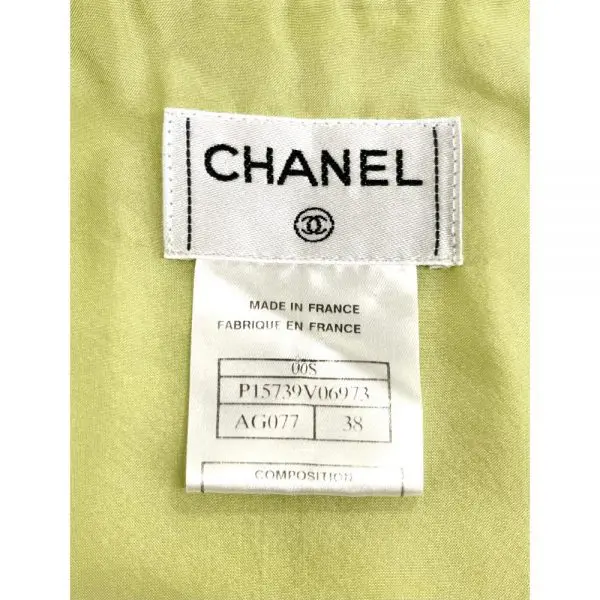 CHANEL
MADE IN FRANCE
FABRIQUE EN FRANCE
00S
P15739V06973
AG077 38
COMPOSITION